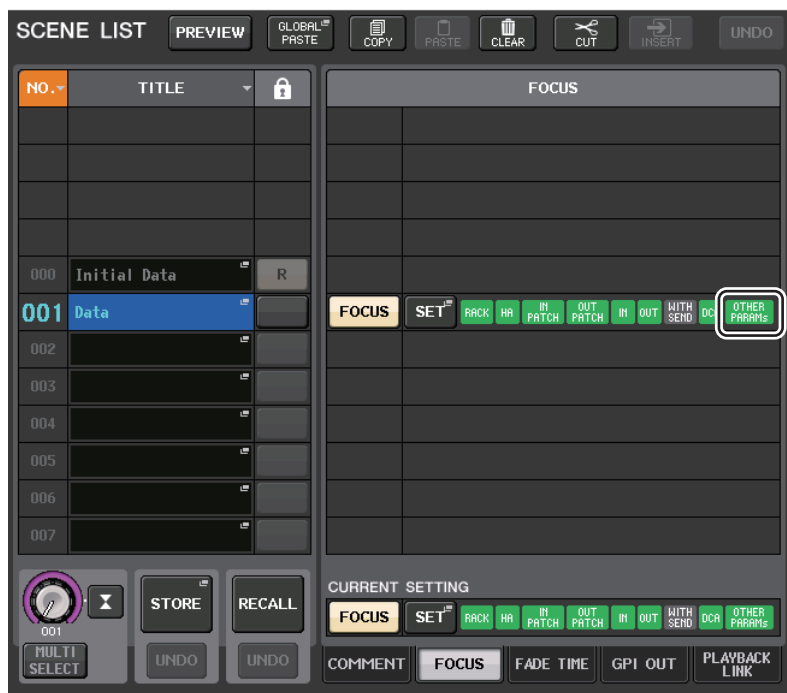 SCENE LIST PREVIEW GLOBAL PASTE COPY PASTE CLEAR CUT INSERT UNDO
NO. TITLE FOCUS
000 Initial Data R
001 Data FOCUS SET RACK HA IN PATCH OUT PATCH IN OUT WITH SEND DC OTHER PARAMs
002
003
004
005
006
007
CURRENT SETTING
STORE RECALL FOCUS SET RACK HA IN PATCH OUT PATCH IN OUT WITH SEND DCA OTHER PARAMs
001
MULTI SELECT UNDO UNDO COMMENT FOCUS FADE TIME GPI OUT PLAYBACK LINK